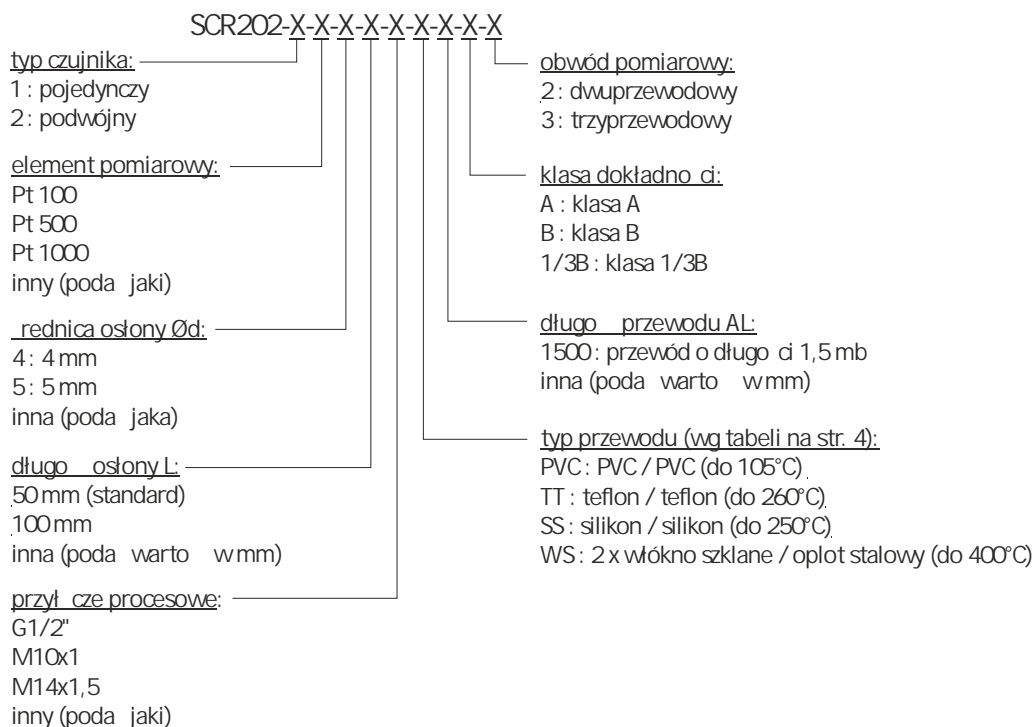 SCR202-X-X-X-X-X-X-X-X-X
typ czujnika:
1 : pojedynczy
2 : podwójny
element pomiarowy:
Pt 100
Pt 500
Pt 1000
inny (poda jaki)
rednica osłony Ød:
4 : 4 mm
5 : 5 mm
inna (poda jaka)
długo osłony L:
50 mm (standard)
100 mm
inna (poda warto w mm)
przył cze procesowe:
G1/2"
M10x1
M14x1,5
inny (poda jaki)
obwód pomiarowy:
2 : dwuprzewodowy
3 : trzyprzewodowy
klasa dokładno ci:
A : klasa A
B : klasa B
1/3B : klasa 1/3B
długo przewodu AL:
1500 : przewód o długo ci 1,5 mb
inna (poda warto w mm)
typ przewodu (wg tabeli na str. 4):
PVC : PVC / PVC (do 105°C)
TT : teflon / teflon (do 260°C)
SS : silikon / silikon (do 250°C)
WS : 2 x włókno szklane / oplot stalowy (do 400°C)